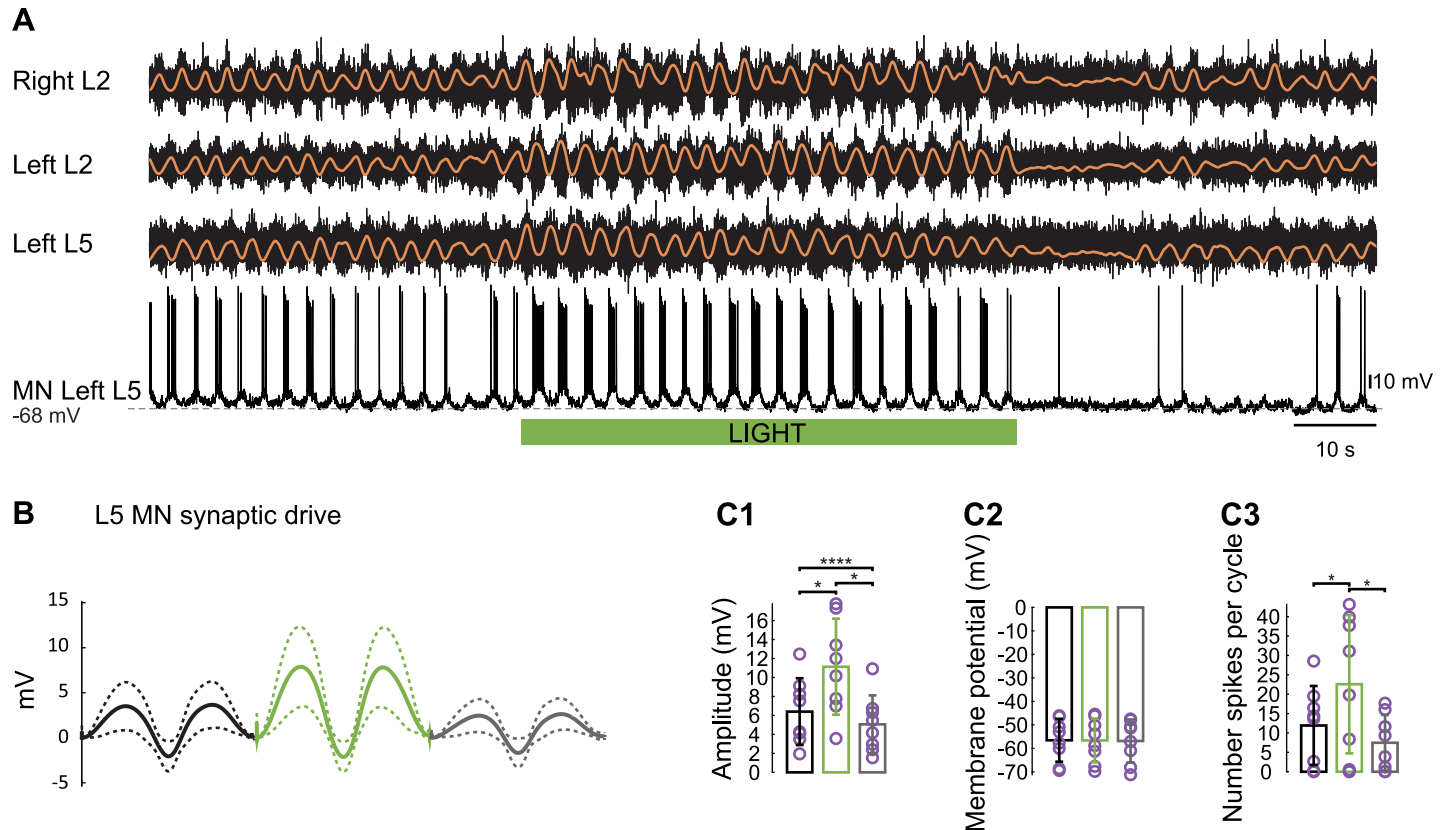 A
Right L2
Left L2
Left L5
MN Left L5
-68 mV
10 mV
LIGHT
10 s
B
L5 MN synaptic drive
mV
15
10
5
0
-5
C1
Amplitude (mV)
16
14
12
10
8
6
4
2
0
****
*
*
C2
Membrane potential (mV)
0
-10
-20
-30
-40
-50
-60
-70
C3
Number spikes per cycle
40
35
30
25
20
15
10
5
0
*
*